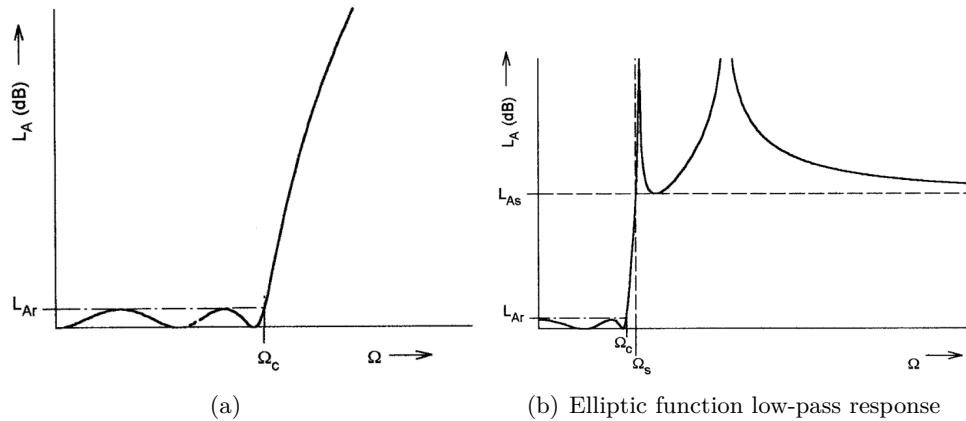 L_A (dB)
L_Ar
Ω_c
Ω
(a)
L_A (dB)
L_As
L_Ar
Ω_c
Ω_s
Ω
(b) Elliptic function low-pass response